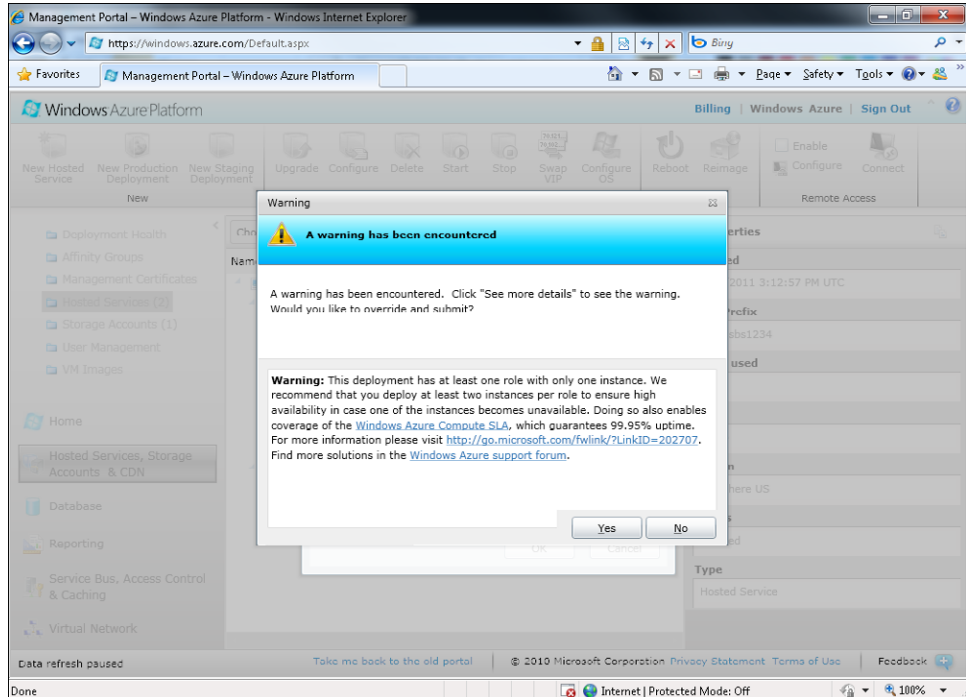 Management Portal – Windows Azure Platform - Windows Internet Explorer
https://windows.azure.com/Default.aspx
Bing
Favorites
Management Portal – Windows Azure Platform
Page
Safety
Tools
Windows Azure Platform
Billing | Windows Azure | Sign Out
New Hosted Service
New Production Deployment
New Staging Deployment
Upgrade
Configure
Delete
Start
Stop
Swap VIP
Configure OS
Reboot
Reimage
Enable
Configure
Connect
New
Remote Access
Deployment Health
Affinity Groups
Management Certificates
Hosted Services (2)
Storage Accounts (1)
User Management
VM Images
Home
Hosted Services, Storage
Accounts & CDN
Database
Reporting
Service Bus, Access Control
& Caching
Virtual Network
Cho
Nam
Warning
A warning has been encountered
A warning has been encountered. Click "See more details" to see the warning.
Would you like to override and submit?
Warning: This deployment has at least one role with only one instance. We
recommend that you deploy at least two instances per role to ensure high
availability in case one of the instances becomes unavailable. Doing so also enables
coverage of the Windows Azure Compute SLA, which guarantees 99.95% uptime.
For more information please visit http://go.microsoft.com/fwlink/?LinkID=202707.
Find more solutions in the Windows Azure support forum.
Yes
No
OK
Cancel
erties
ed
2011 3:12:57 PM UTC
Prefix
sbs1234
used
n
here US
s
ed
Type
Hosted Service
Data refresh paused
Take me back to the old portal
© 2010 Microsoft Corporation
Privacy Statement
Terms of Use
Feedback
Done
Internet | Protected Mode: Off
100%